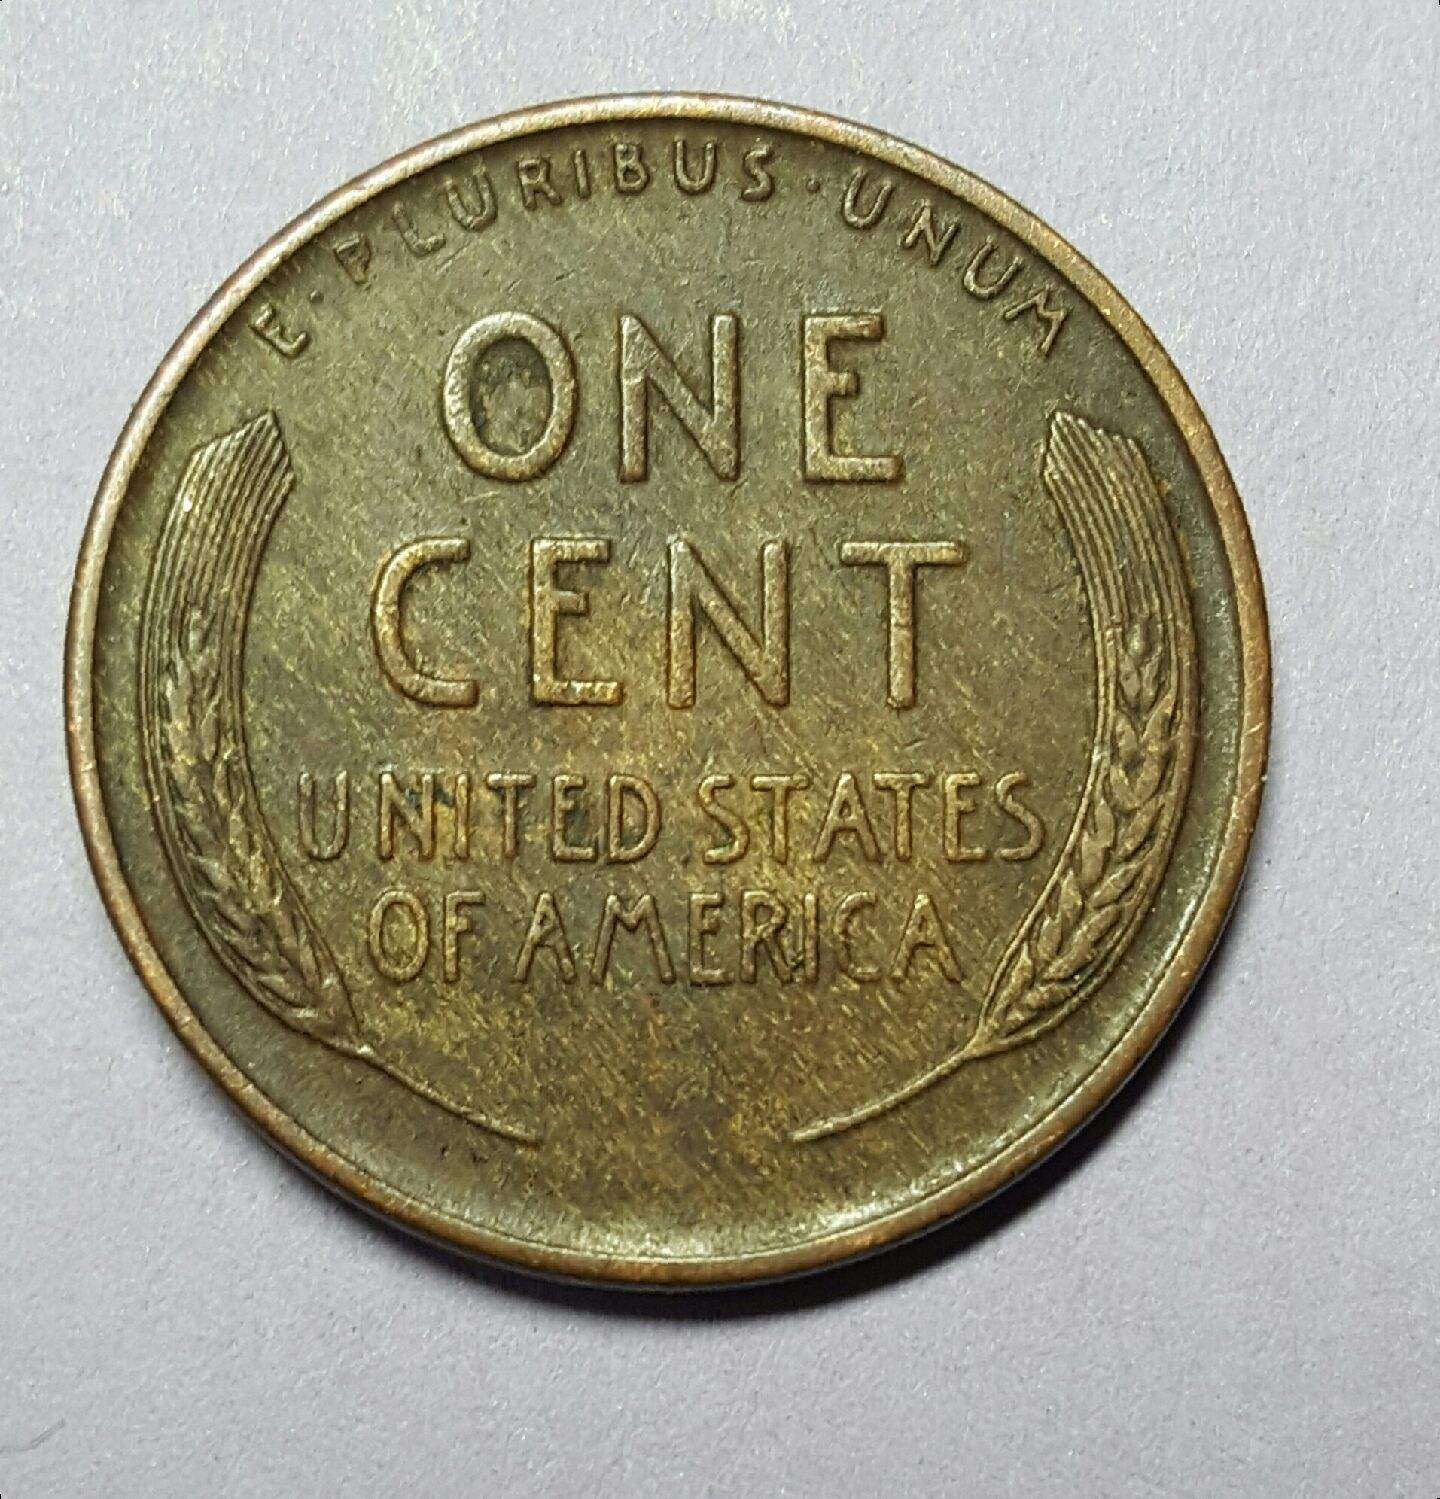 E·PLURIBUS·UNUM
ONE
CENT
UNITED STATES
OF AMERICA